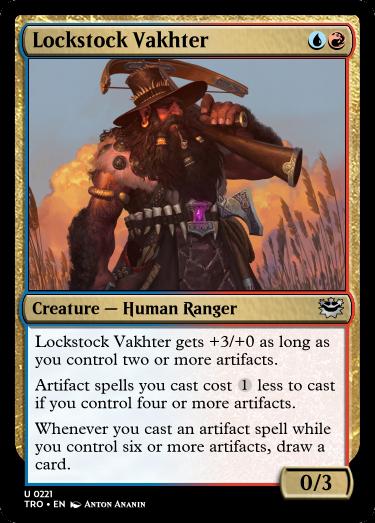 Lockstock Vakhter
Creature — Human Ranger
Lockstock Vakhter gets +3/+0 as long as
you control two or more artifacts.
Artifact spells you cast cost 1 less to cast
if you control four or more artifacts.
Whenever you cast an artifact spell while
you control six or more artifacts, draw a
card.
0/3
U 0221
TRO • EN Anton Ananin